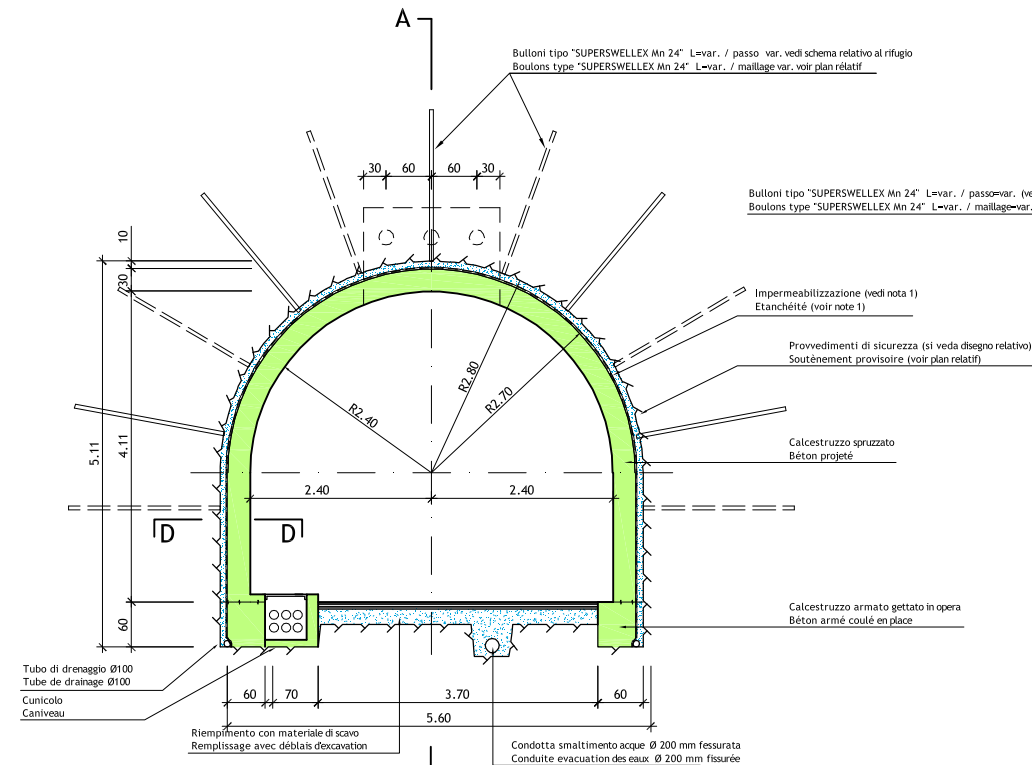 A
Bulloni tipo "SUPERSWELLEX Mn 24" L=var. / passo var. vedi schema relativo al rifugio
Boulons type "SUPERSWELLEX Mn 24" L=var. / maillage var. voir plan rélatif
30 60 60 30
Bulloni tipo "SUPERSWELLEX Mn 24" L=var. / passo=var. (ve
Boulons type "SUPERSWELLEX Mn 24" L=var. / maillage=var.
10
30
Impermeabilizzazione (vedi nota 1)
Etanchéité (voir note 1)
Provvedimenti di sicurezza (si veda disegno relativo)
Soutènement provisoire (voir plan relatif)
R2.80
R2.70
R2.40
5.11
4.11
Calcestruzzo spruzzato
Béton projeté
2.40 2.40
D D
60
Calcestruzzo armato gettato in opera
Béton armé coulé en place
Tubo di drenaggio Ø100
Tube de drainage Ø100
60 70 3.70 60
Cunicolo
Caniveau
5.60
Riempimento con materiale di scavo
Remplissage avec déblais d'excavation
Condotta smaltimento acque Ø 200 mm fessurata
Conduite evacuation des eaux Ø 200 mm fissurée